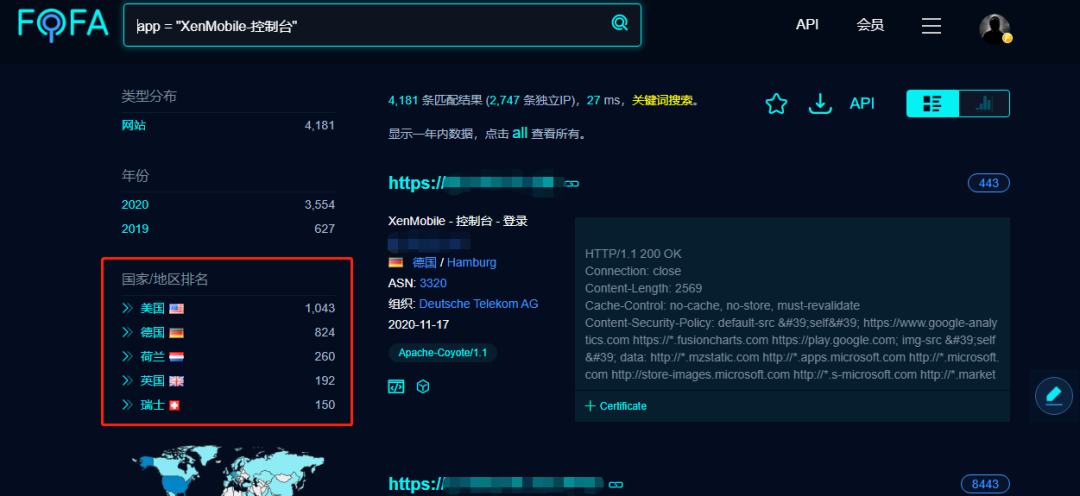 FOFA
app = "XenMobile-控制台"
API
会员
类型分布
网站 4,181
年份
2020 3,554
2019 627
国家/地区排名
美国 1,043
德国 824
荷兰 260
英国 192
瑞士 150
4,181 条匹配结果 (2,747 条独立IP)，27 ms，关键词搜索。
显示一年内数据，点击 all 查看所有。
API
https://
443
XenMobile - 控制台 - 登录
德国 / Hamburg
ASN: 3320
组织: Deutsche Telekom AG
2020-11-17
Apache-Coyote/1.1
HTTP/1.1 200 OK
Connection: close
Content-Length: 2569
Cache-Control: no-cache, no-store, must-revalidate
Content-Security-Policy: default-src &#39;self&#39; https://www.google-analy
tics.com https://*.fusioncharts.com https://play.google.com; img-src &#39;self
&#39; data: http://*.mzstatic.com http://*.apps.microsoft.com http://*.microsoft.
com http://store-images.microsoft.com http://*.s-microsoft.com http://*.market
Certificate
https://
8443